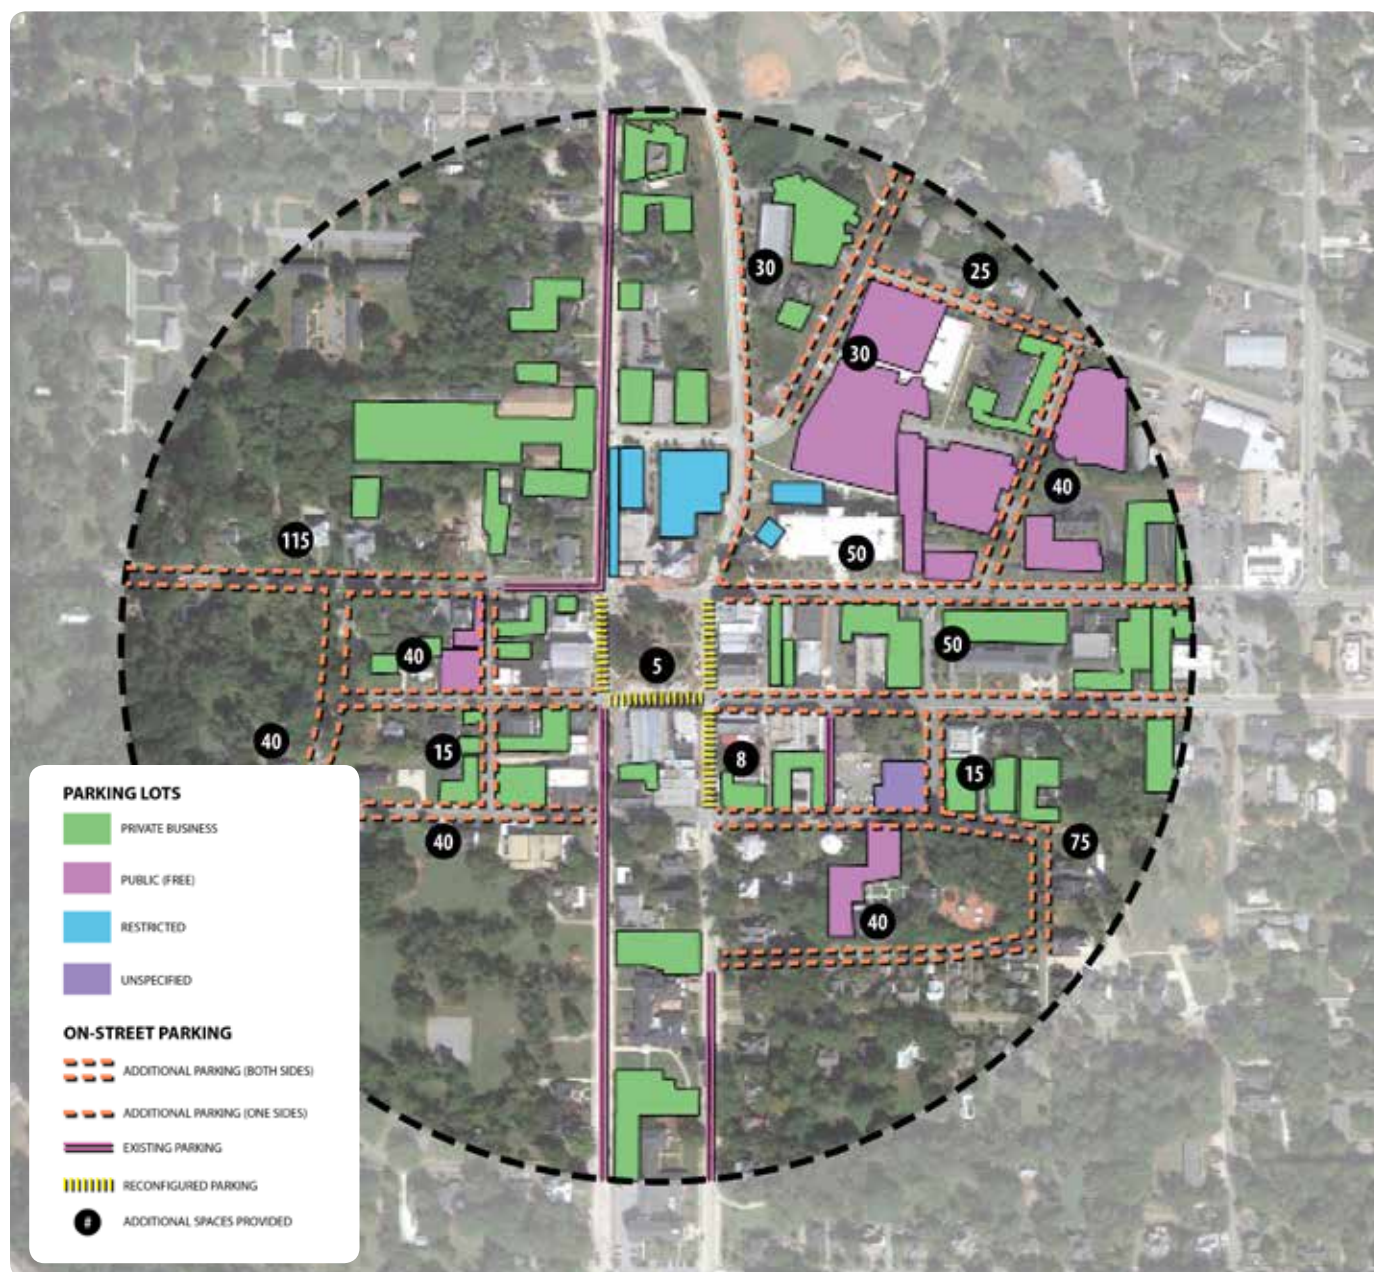 30
25
30
40
115
50
40
5
50
40
15
8
15
40
75
40
PARKING LOTS
PRIVATE BUSINESS
PUBLIC (FREE)
RESTRICTED
UNSPECIFIED
ON-STREET PARKING
ADDITIONAL PARKING (BOTH SIDES)
ADDITIONAL PARKING (ONE SIDES)
EXISTING PARKING
RECONFIGURED PARKING
# ADDITIONAL SPACES PROVIDED